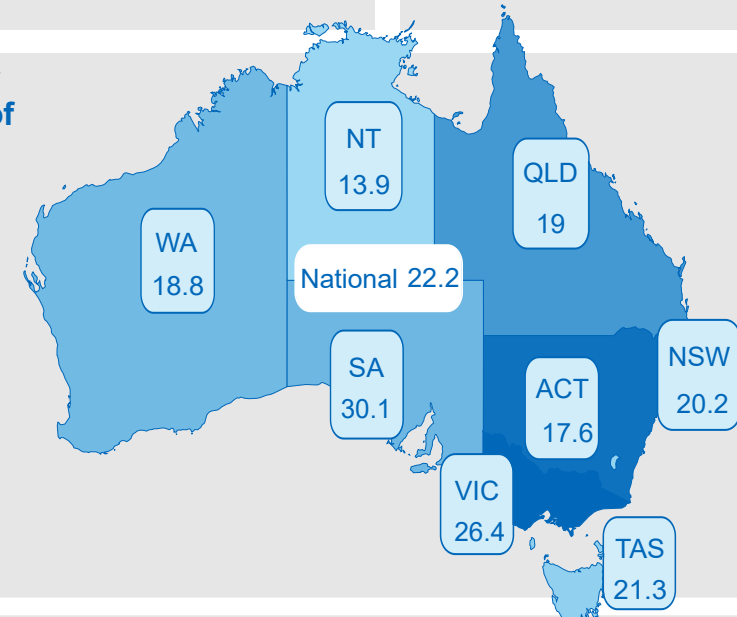 of
NT
13.9
QLD
19
WA
18.8
National 22.2
SA
30.1
ACT
17.6
NSW
20.2
VIC
26.4
TAS
21.3